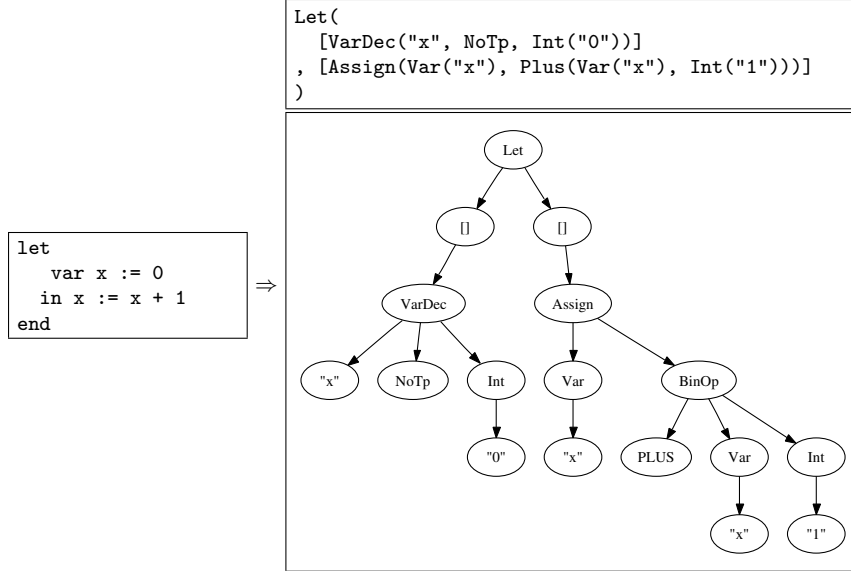 Let(
  [VarDec("x", NoTp, Int("0"))]
, [Assign(Var("x"), Plus(Var("x"), Int("1")))]
)
let
   var x := 0
  in x := x + 1
end
⇒
Let
[] []
VarDec Assign
"x" NoTp Int Var BinOp
"0" "x" PLUS Var Int
"x" "1"